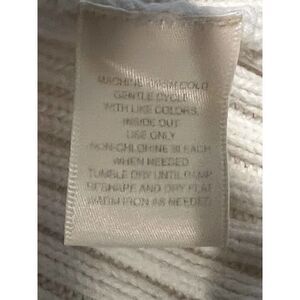 MACHINE WASH COLD
GENTLE CYCLE
WITH LIKE COLORS,
INSIDE OUT
USE ONLY
NON-CHLORINE BLEACH
WHEN NEEDED
TUMBLE DRY UNTIL DAMP
RESHAPE AND DRY FLAT
WARM IRON AS NEEDED